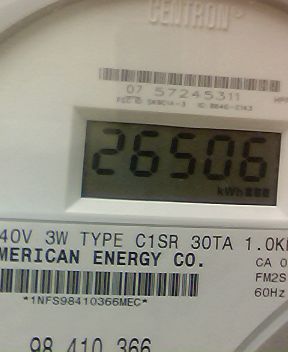 CENTRON
07 57245311
26506
kWh
40V 3W TYPE C1SR 30TA 1.0K
MERICAN ENERGY CO.
CA 0
FM2S
60Hz
*1NFS98410366MEC*
98 410 366